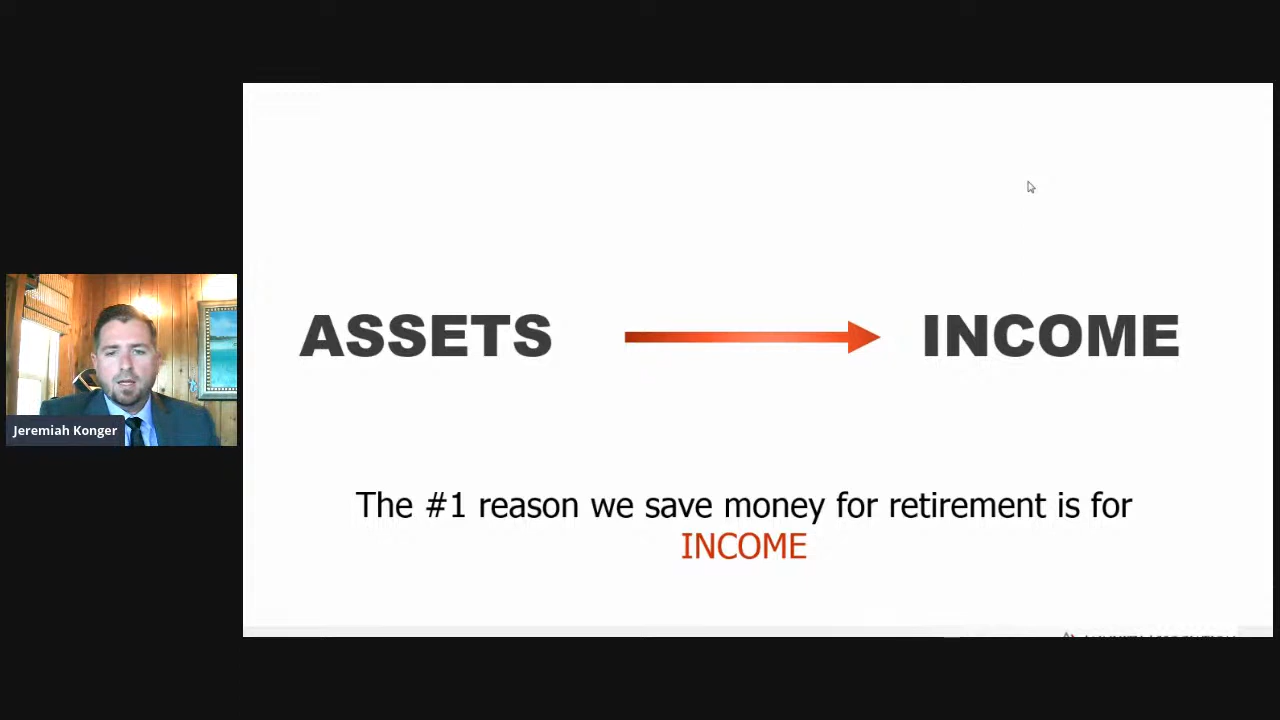 ASSETS
INCOME
Jeremiah Konger
The #1 reason we save money for retirement is for
INCOME